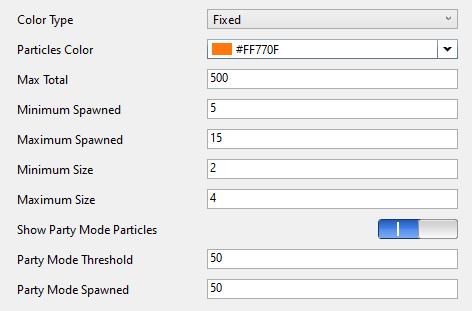 Color Type Fixed
Particles Color #FF770F
Max Total 500
Minimum Spawned 5
Maximum Spawned 15
Minimum Size 2
Maximum Size 4
Show Party Mode Particles
Party Mode Threshold 50
Party Mode Spawned 50